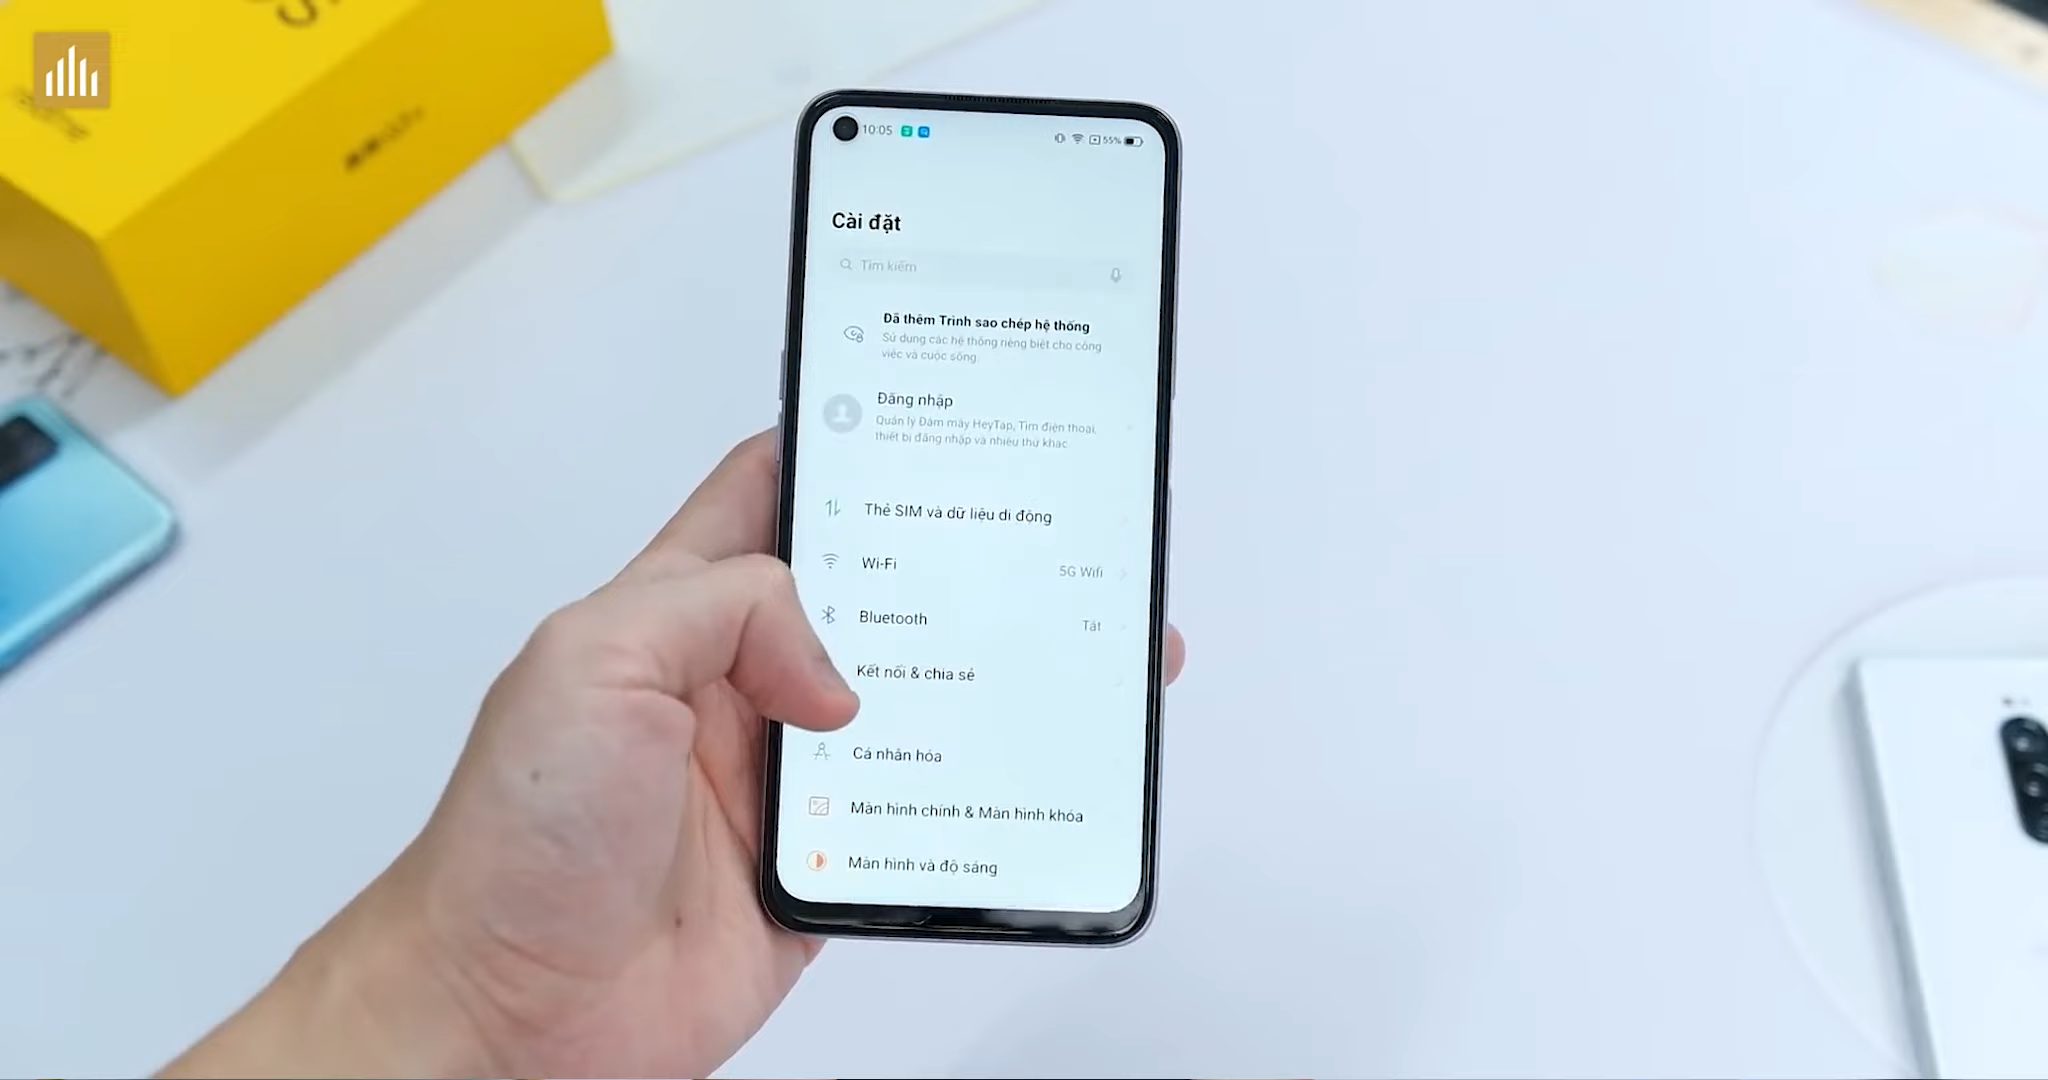 10:05
55%
Cài đặt
Tìm kiếm
Đã thêm Trình sao chép hệ thống
Sử dụng các hệ thống riêng biệt cho công
việc và cuộc sống
Đăng nhập
Quản lý Đám mây HeyTap, Tìm điện thoại,
thiết bị đăng nhập và nhiều thứ khác
Thẻ SIM và dữ liệu di động
Wi-Fi
5G Wifi
Bluetooth
Tắt
Kết nối & chia sẻ
Cá nhân hóa
Màn hình chính & Màn hình khóa
Màn hình và độ sáng